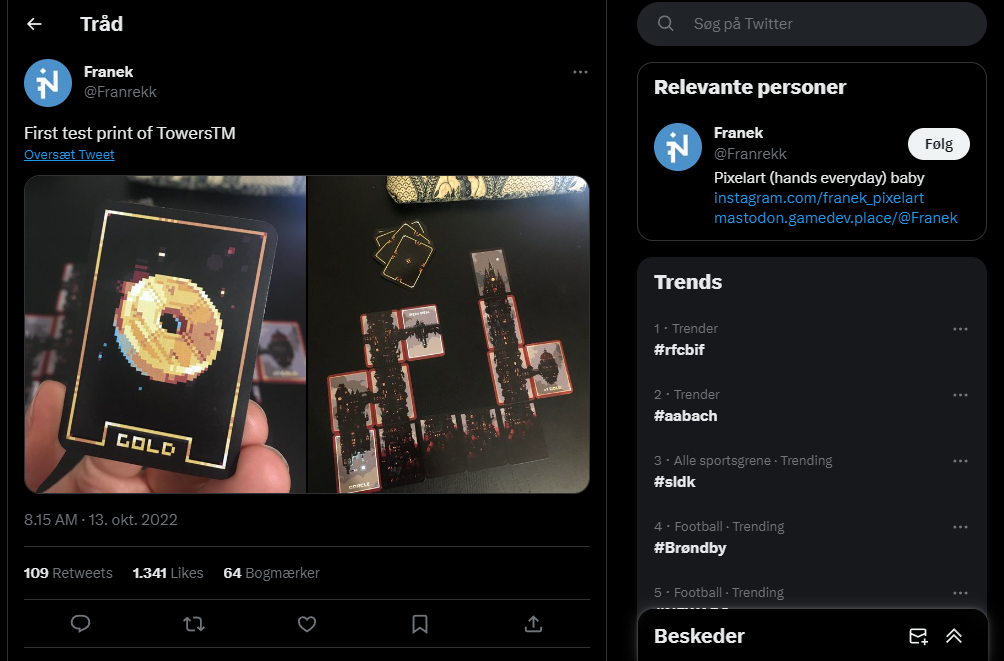 Tråd
Franek
@Franrekk
First test print of TowersTM
Oversæt Tweet
GOLD
8.15 AM · 13. okt. 2022
109 Retweets 1.341 Likes 64 Bogmærker
Søg på Twitter
Relevante personer
Franek
@Franrekk
Følg
Pixelart (hands everyday) baby
instagram.com/franek_pixelart
mastodon.gamedev.place/@Franek
Trends
1 · Trender
#rfcbif
2 · Trender
#aabach
3 · Alle sportsgrene · Trending
#sldk
4 · Football · Trending
#Brøndby
5 · Football · Trending
Beskeder